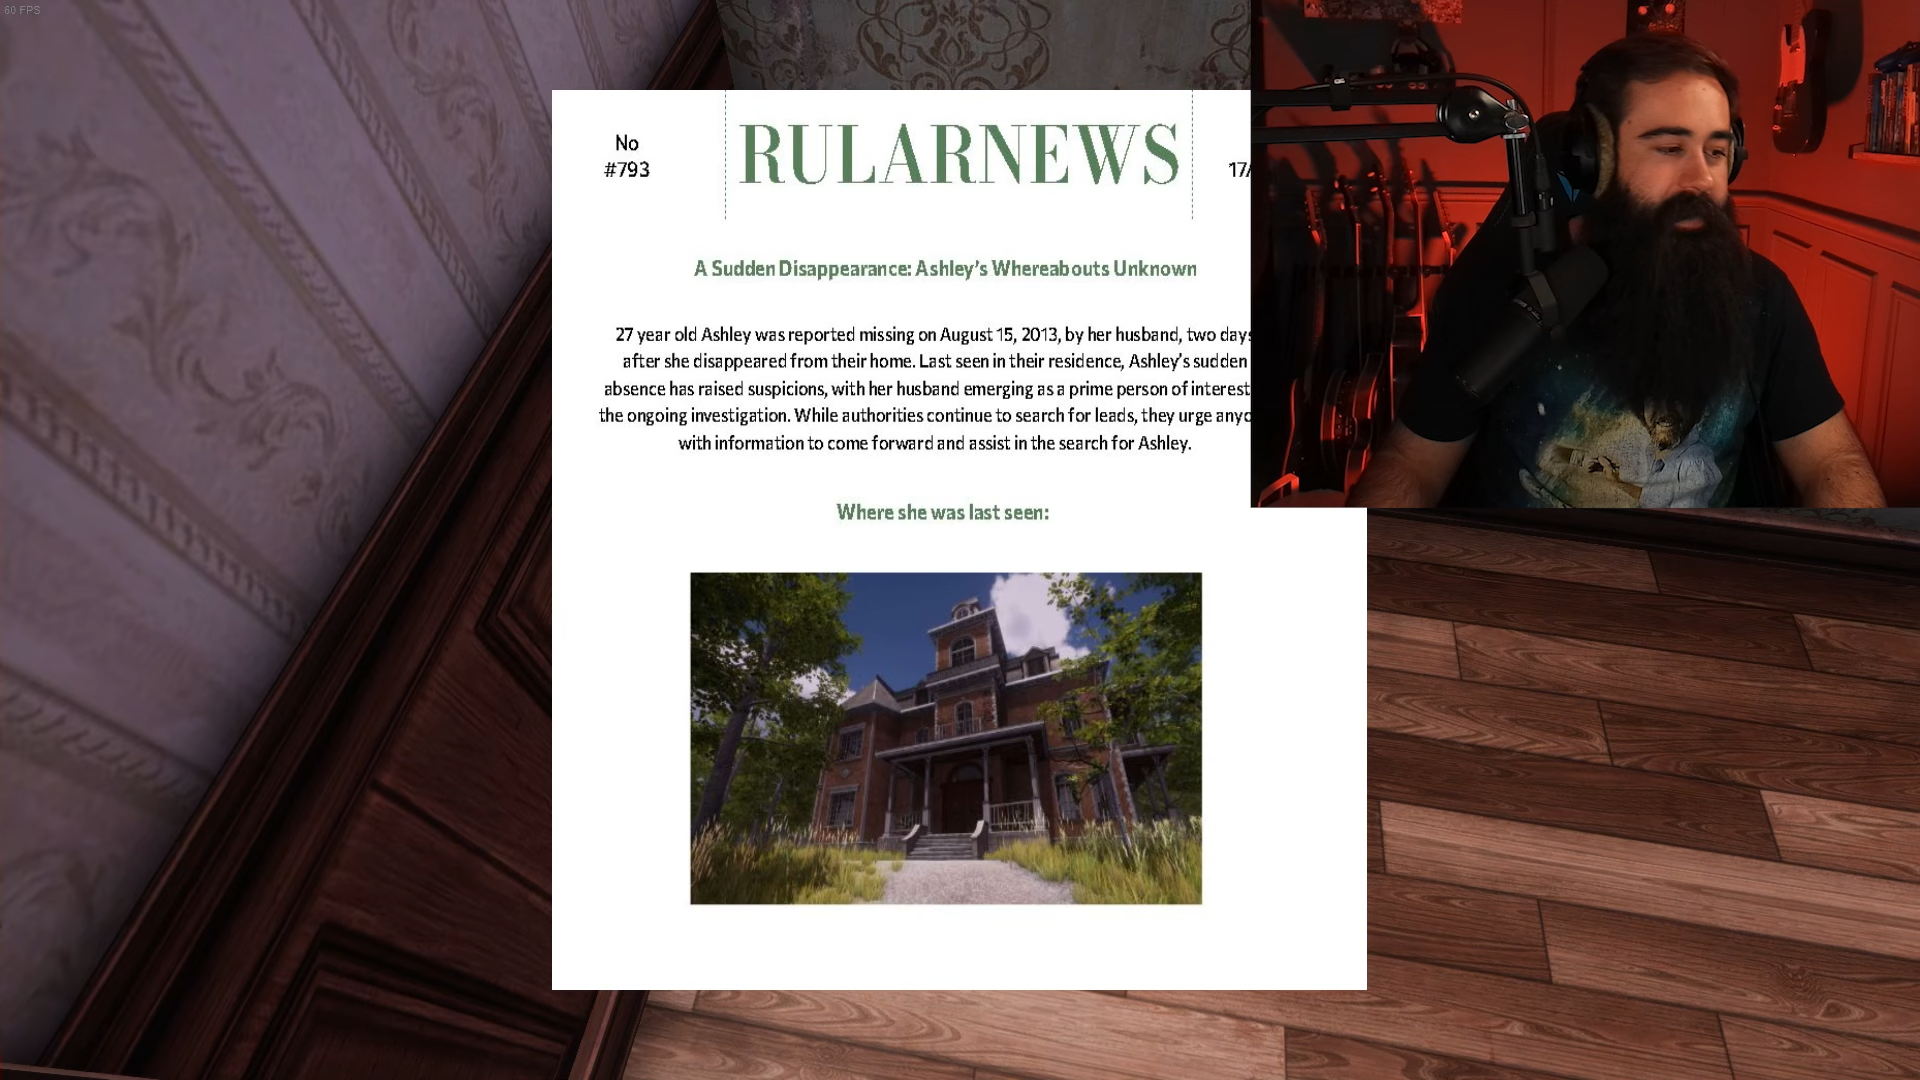 60 FPS
No
#793
RULARNEWS
17/
A Sudden Disappearance: Ashley's Whereabouts Unknown
27 year old Ashley was reported missing on August 15, 2013, by her husband, two days
after she disappeared from their home. Last seen in their residence, Ashley's sudden
absence has raised suspicions, with her husband emerging as a prime person of interest
the ongoing investigation. While authorities continue to search for leads, they urge
with information to come forward and assist in the search for Ashley.
Where she was last seen: